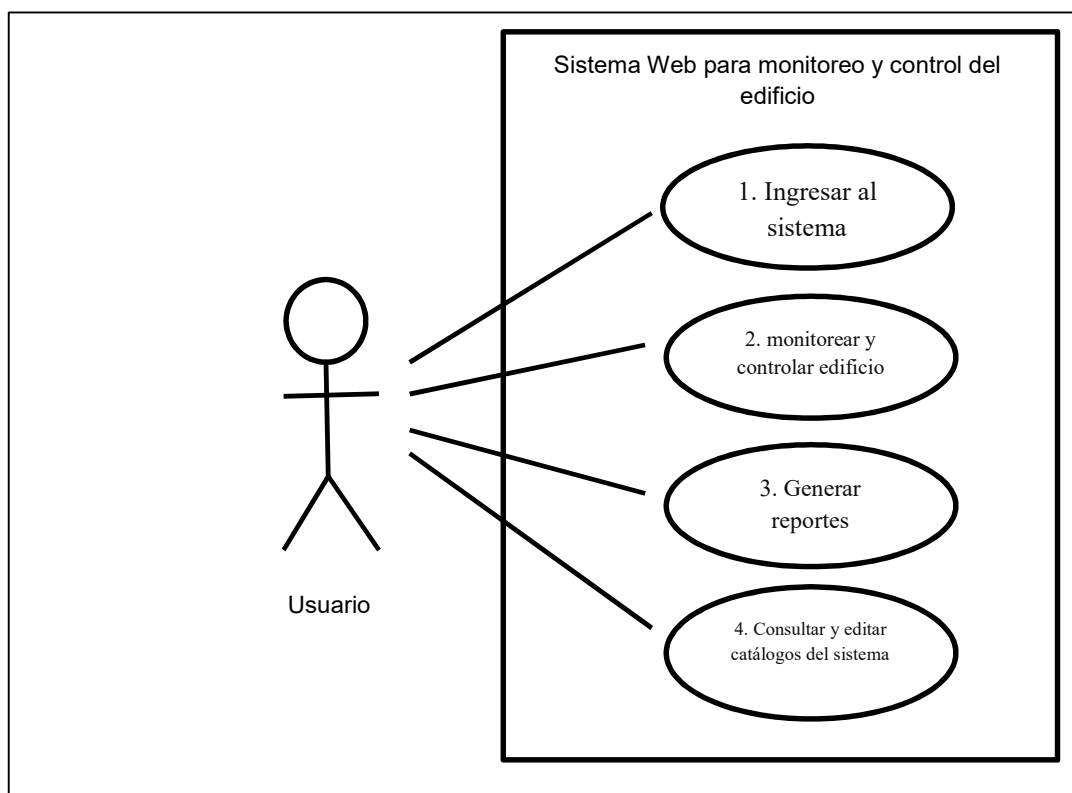 Sistema Web para monitoreo y control del
edificio
1. Ingresar al
sistema
2. monitorear y
controlar edificio
3. Generar
reportes
4. Consultar y editar
catálogos del sistema
Usuario